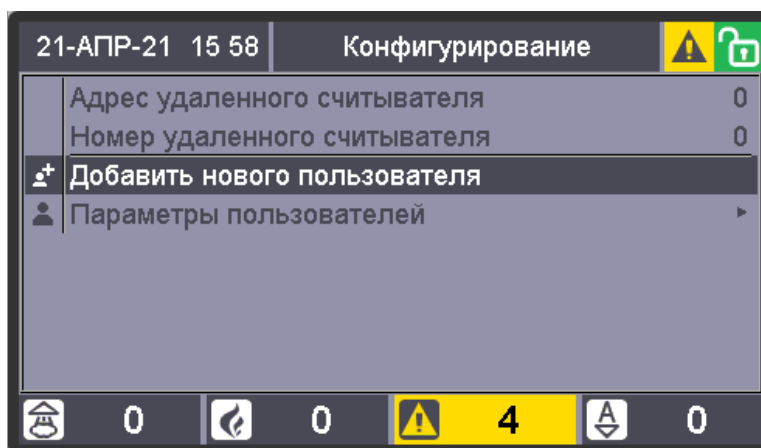 21-АПР-21 15 58 Конфигурирование
Адрес удаленного считывателя 0
Номер удаленного считывателя 0
Добавить нового пользователя
Параметры пользователей
0 0 4 A 0